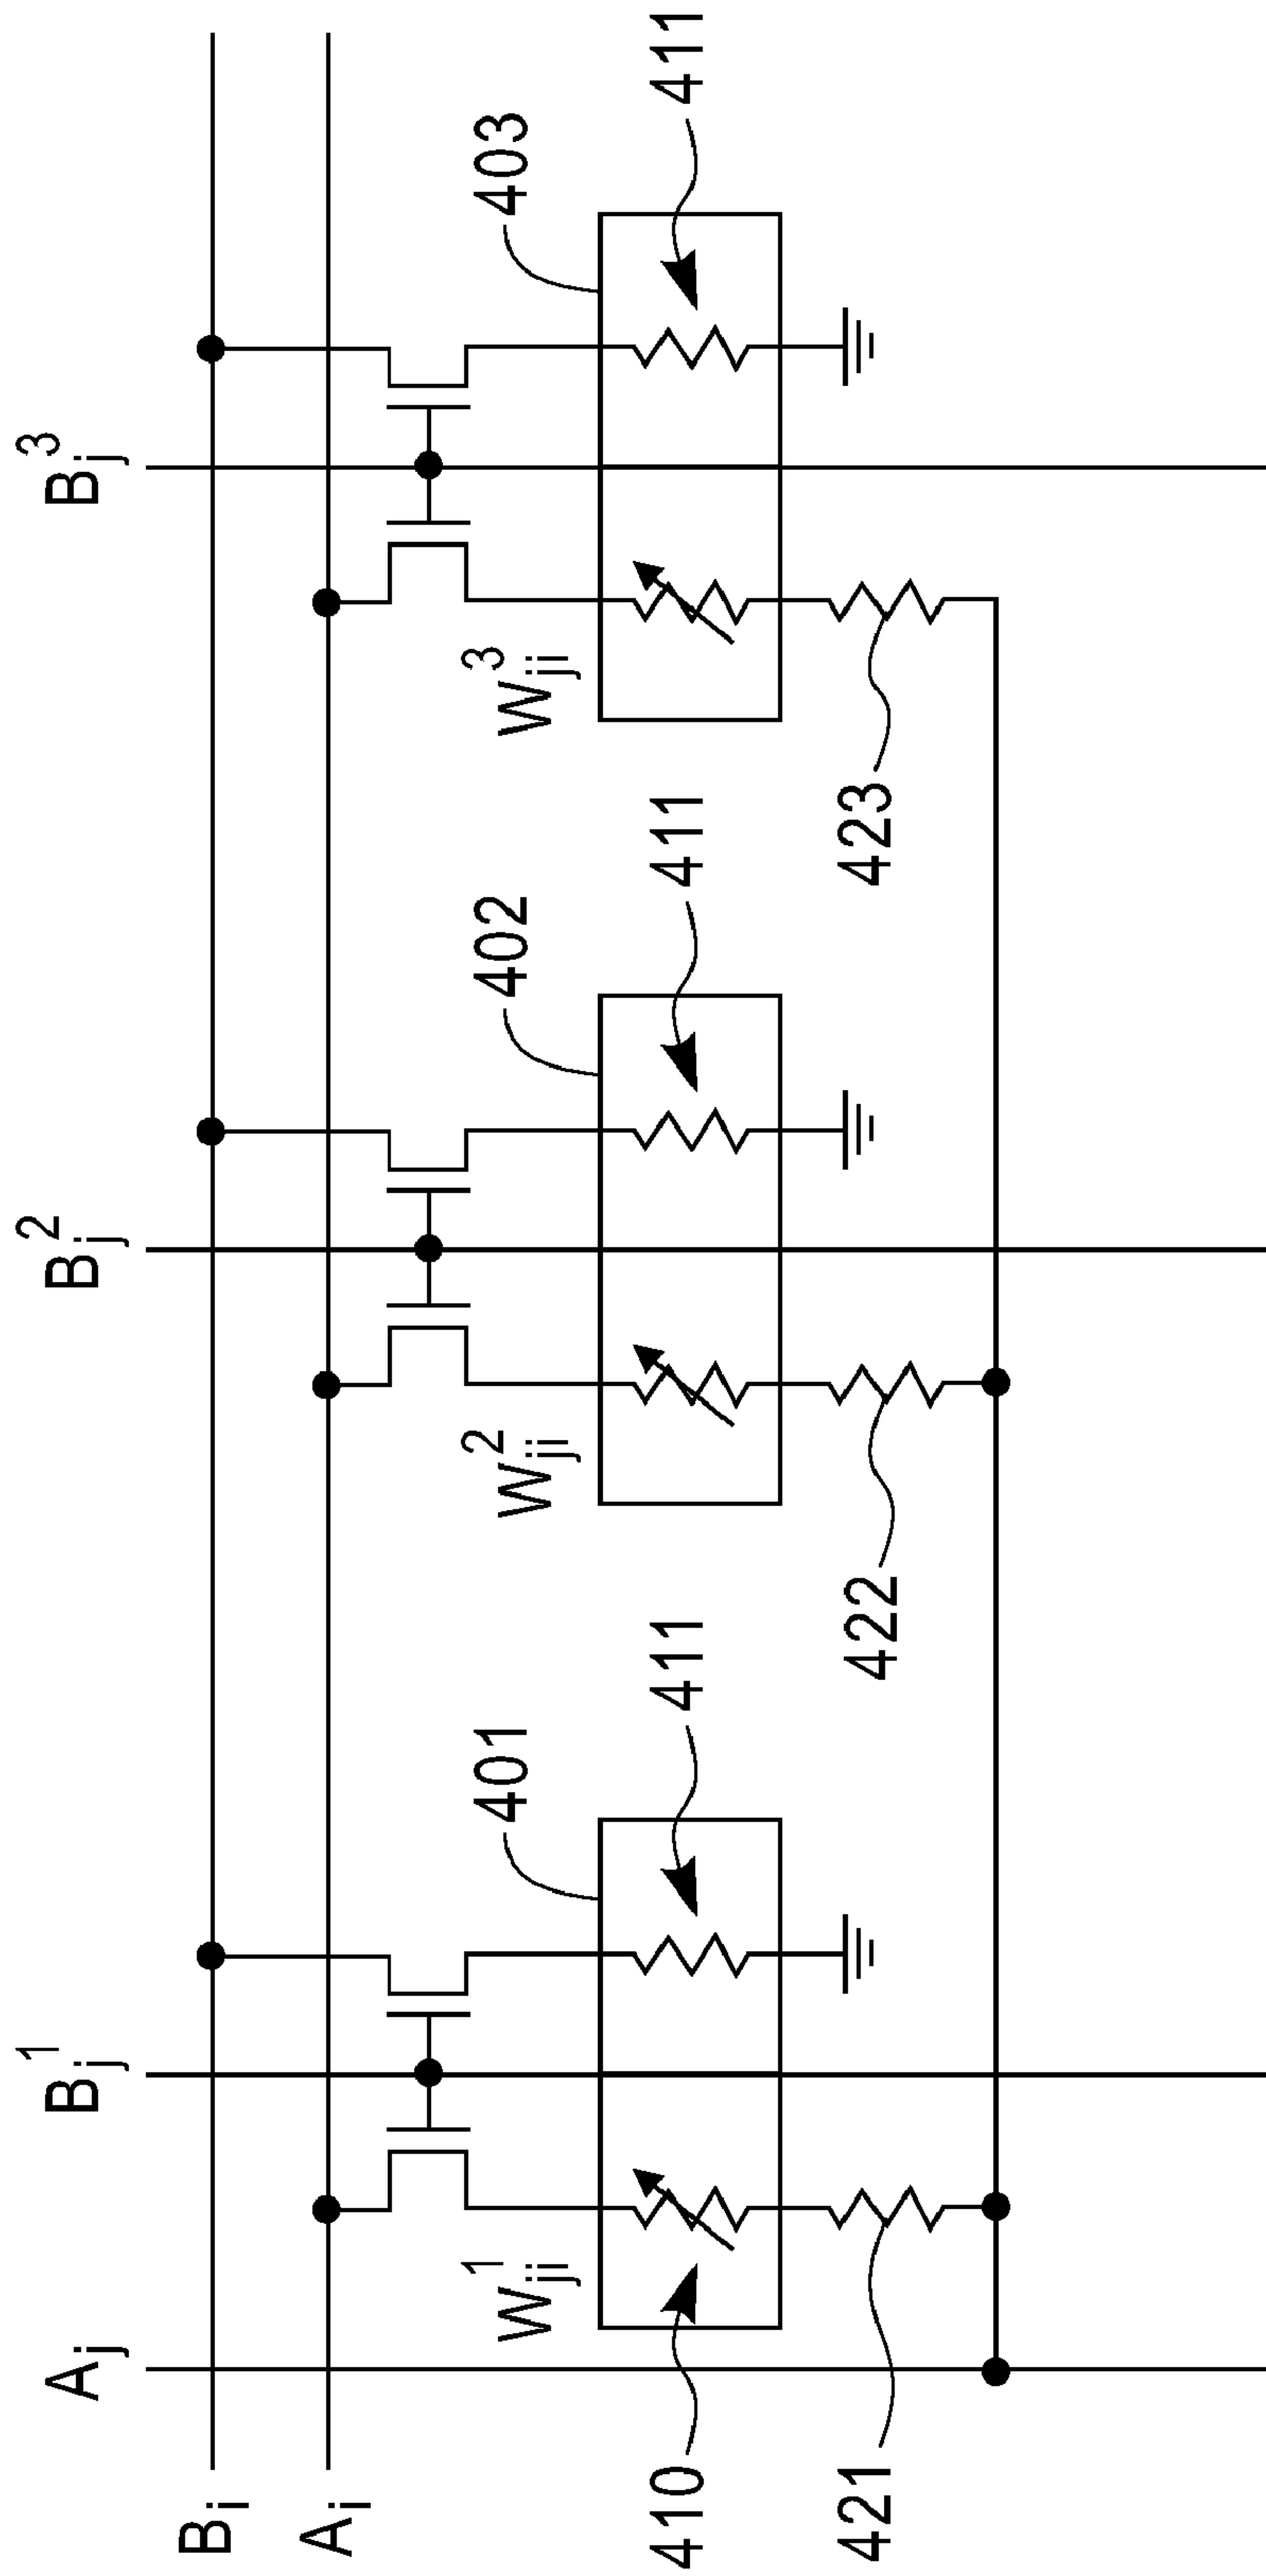 A_j B_j^1 B_j^2 B_j^3
B_i
A_i
W_ji^1 401 W_ji^2 402 W_ji^3 403
410 411 411 411
421 422 423